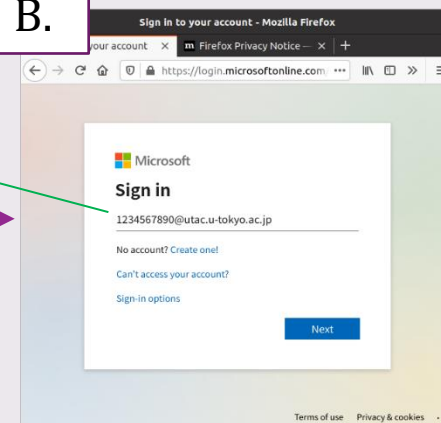 B.
Sign in to your account - Mozilla Firefox
your account × m Firefox Privacy Notice — × +
https://login.microsoftonline.com ···
Microsoft
Sign in
1234567890@utac.u-tokyo.ac.jp
No account? Create one!
Can't access your account?
Sign-in options
Next
Terms of use Privacy & cookies